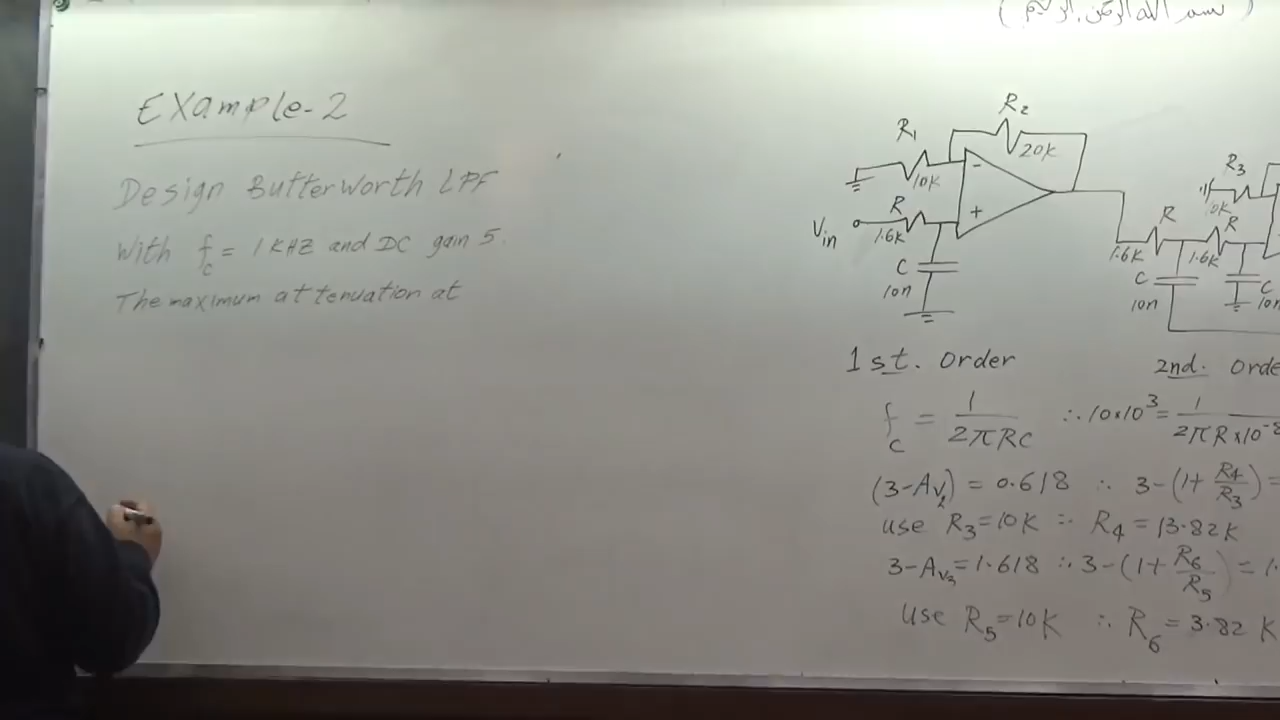 (بسم الله الرحمن الرحيم)
Example-2
Design Butterworth LPF
With fc = 1 KHZ and DC gain 5.
The maximum attenuation at
R1
10K
R2
20K
-
+
Vin
R
1.6K
C
10n
R
1.6K
R
1.6K
C
10n
C
10n
R3
10K
1st. Order
2nd. Orde
fc = 1/2πRC ∴ 10×10³ = 1/2πR×10⁻⁸
(3-Av2) = 0.618 ∴ 3-(1+R4/R3) =
use R3=10K ∴ R4 = 13.82K
3-Av3 = 1.618 ∴ 3-(1+R6/R5) = 1.
Use R5=10K ∴ R6 = 3.82 K